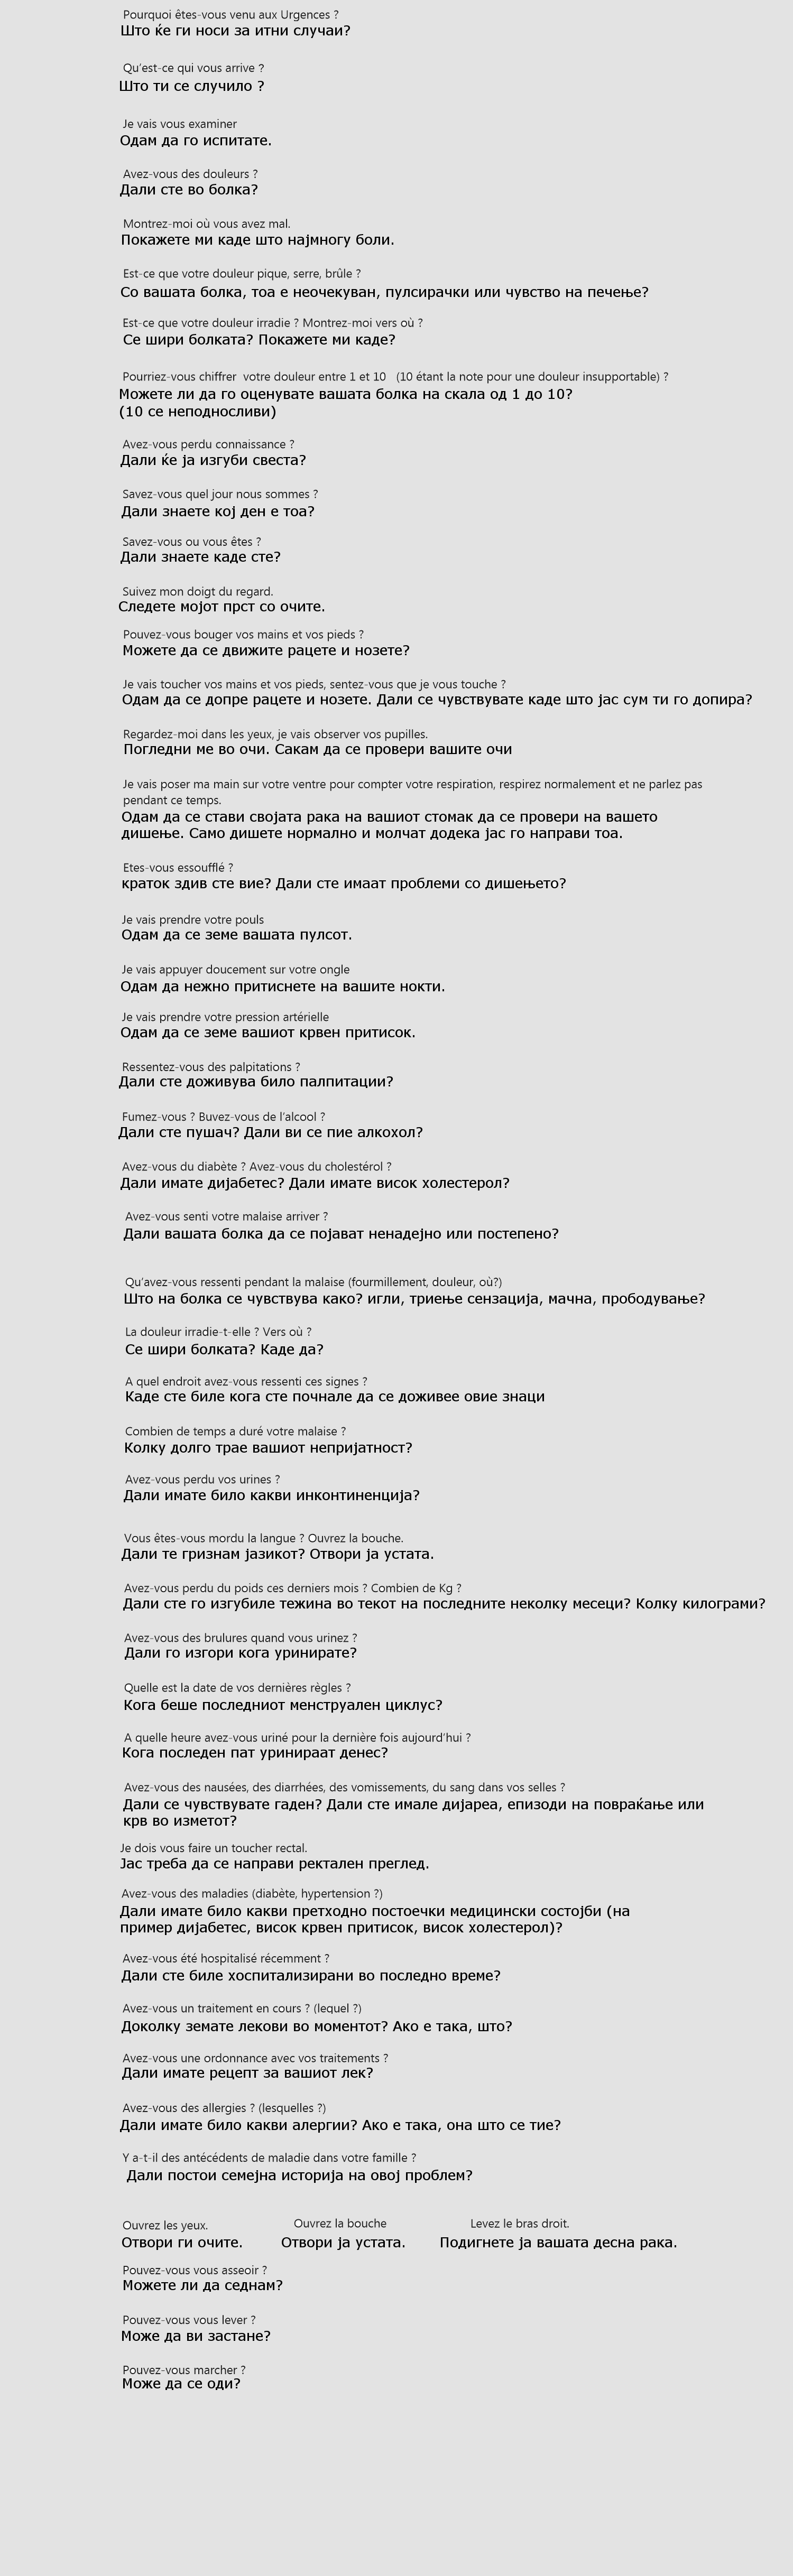 Pourquoi êtes-vous venu aux Urgences ?
Што ќе ги носи за итни случаи?
Qu'est-ce qui vous arrive ?
Што ти се случило ?
Je vais vous examiner
Одам да го испитате.
Avez-vous des douleurs ?
Дали сте во болка?
Montrez-moi où vous avez mal.
Покажете ми каде што најмногу боли.
Est-ce que votre douleur pique, serre, brûle ?
Со вашата болка, тоа е неочекуван, пулсирачки или чувство на печење?
Est-ce que votre douleur irradie ? Montrez-moi vers où ?
Се шири болката? Покажете ми каде?
Pourriez-vous chiffrer  votre douleur entre 1 et 10   (10 étant la note pour une douleur insupportable) ?
Можете ли да го оценувате вашата болка на скала од 1 до 10?
(10 се неподносливи)
Avez-vous perdu connaissance ?
Дали ќе ја изгуби свеста?
Savez-vous quel jour nous sommes ?
Дали знаете кој ден е тоа?
Savez-vous ou vous êtes ?
Дали знаете каде сте?
Suivez mon doigt du regard.
Следете мојот прст со очите.
Pouvez-vous bouger vos mains et vos pieds ?
Можете да се движите рацете и нозете?
Je vais toucher vos mains et vos pieds, sentez-vous que je vous touche ?
Одам да се допре рацете и нозете. Дали се чувствувате каде што јас сум ти го допира?
Regardez-moi dans les yeux, je vais observer vos pupilles.
Погледни ме во очи. Сакам да се провери вашите очи
Je vais poser ma main sur votre ventre pour compter votre respiration, respirez normalement et ne parlez pas
pendant ce temps.
Одам да се стави својата рака на вашиот стомак да се провери на вашето
дишење. Само дишете нормално и молчат додека јас го направи тоа.
Etes-vous essoufflé ?
краток здив сте вие? Дали сте имаат проблеми со дишењето?
Je vais prendre votre pouls
Одам да се земе вашата пулсот.
Je vais appuyer doucement sur votre ongle
Одам да нежно притиснете на вашите нокти.
Je vais prendre votre pression artérielle
Одам да се земе вашиот крвен притисок.
Ressentez-vous des palpitations ?
Дали сте доживува било палпитации?
Fumez-vous ? Buvez-vous de l'alcool ?
Дали сте пушач? Дали ви се пие алкохол?
Avez-vous du diabète ? Avez-vous du cholestérol ?
Дали имате дијабетес? Дали имате висок холестерол?
Avez-vous senti votre malaise arriver ?
Дали вашата болка да се појават ненадејно или постепено?
Qu'avez-vous ressenti pendant la malaise (fourmillement, douleur, où?)
Што на болка се чувствува како? игли, триење сензација, мачна, прободување?
La douleur irradie-t-elle ? Vers où ?
Се шири болката? Каде да?
A quel endroit avez-vous ressenti ces signes ?
Каде сте биле кога сте почнале да се доживее овие знаци
Combien de temps a duré votre malaise ?
Колку долго трае вашиот непријатност?
Avez-vous perdu vos urines ?
Дали имате било какви инконтиненција?
Vous êtes-vous mordu la langue ? Ouvrez la bouche.
Дали те гризнам јазикот? Отвори ја устата.
Avez-vous perdu du poids ces derniers mois ? Combien de Kg ?
Дали сте го изгубиле тежина во текот на последните неколку месеци? Колку килограми?
Avez-vous des brulures quand vous urinez ?
Дали го изгори кога уринирате?
Quelle est la date de vos dernières règles ?
Кога беше последниот менструален циклус?
A quelle heure avez-vous uriné pour la dernière fois aujourd'hui ?
Кога последен пат уринираат денес?
Avez-vous des nausées, des diarrhées, des vomissements, du sang dans vos selles ?
Дали се чувствувате гаден? Дали сте имале дијареа, епизоди на повраќање или
крв во изметот?
Je dois vous faire un toucher rectal.
Јас треба да се направи ректален преглед.
Avez-vous des maladies (diabète, hypertension ?)
Дали имате било какви претходно постоечки медицински состојби (на
пример дијабетес, висок крвен притисок, висок холестерол)?
Avez-vous été hospitalisé récemment ?
Дали сте биле хоспитализирани во последно време?
Avez-vous un traitement en cours ? (lequel ?)
Доколку земате лекови во моментот? Ако е така, што?
Avez-vous une ordonnance avec vos traitements ?
Дали имате рецепт за вашиот лек?
Avez-vous des allergies ? (lesquelles ?)
Дали имате било какви алергии? Ако е така, она што се тие?
Y a-t-il des antécédents de maladie dans votre famille ?
Дали постои семејна историја на овој проблем?
Ouvrez les yeux. Ouvrez la bouche Levez le bras droit.
Отвори ги очите. Отвори ја устата. Подигнете ја вашата десна рака.
Pouvez-vous vous asseoir ?
Можете ли да седнам?
Pouvez-vous vous lever ?
Може да ви застане?
Pouvez-vous marcher ?
Може да се оди?